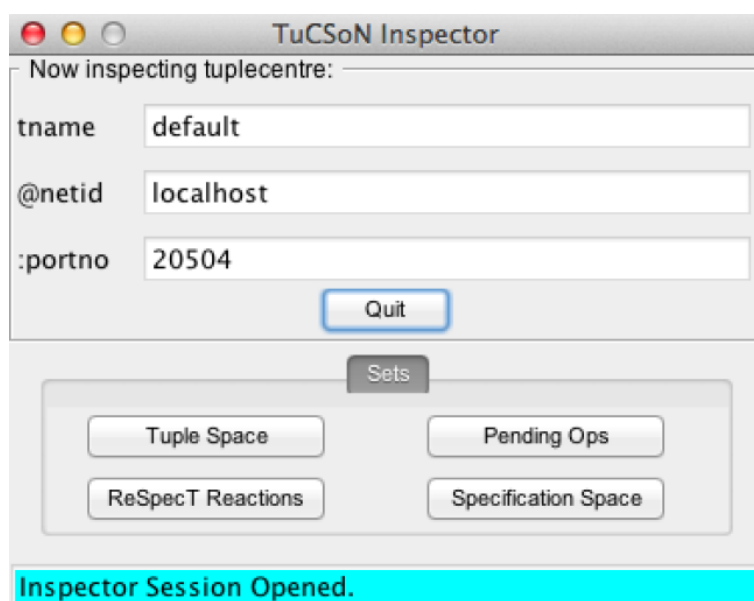 TuCSoN Inspector
Now inspecting tuplecentre:
tname default
@netid localhost
:portno 20504
Quit
Sets
Tuple Space Pending Ops
ReSpecT Reactions Specification Space
Inspector Session Opened.